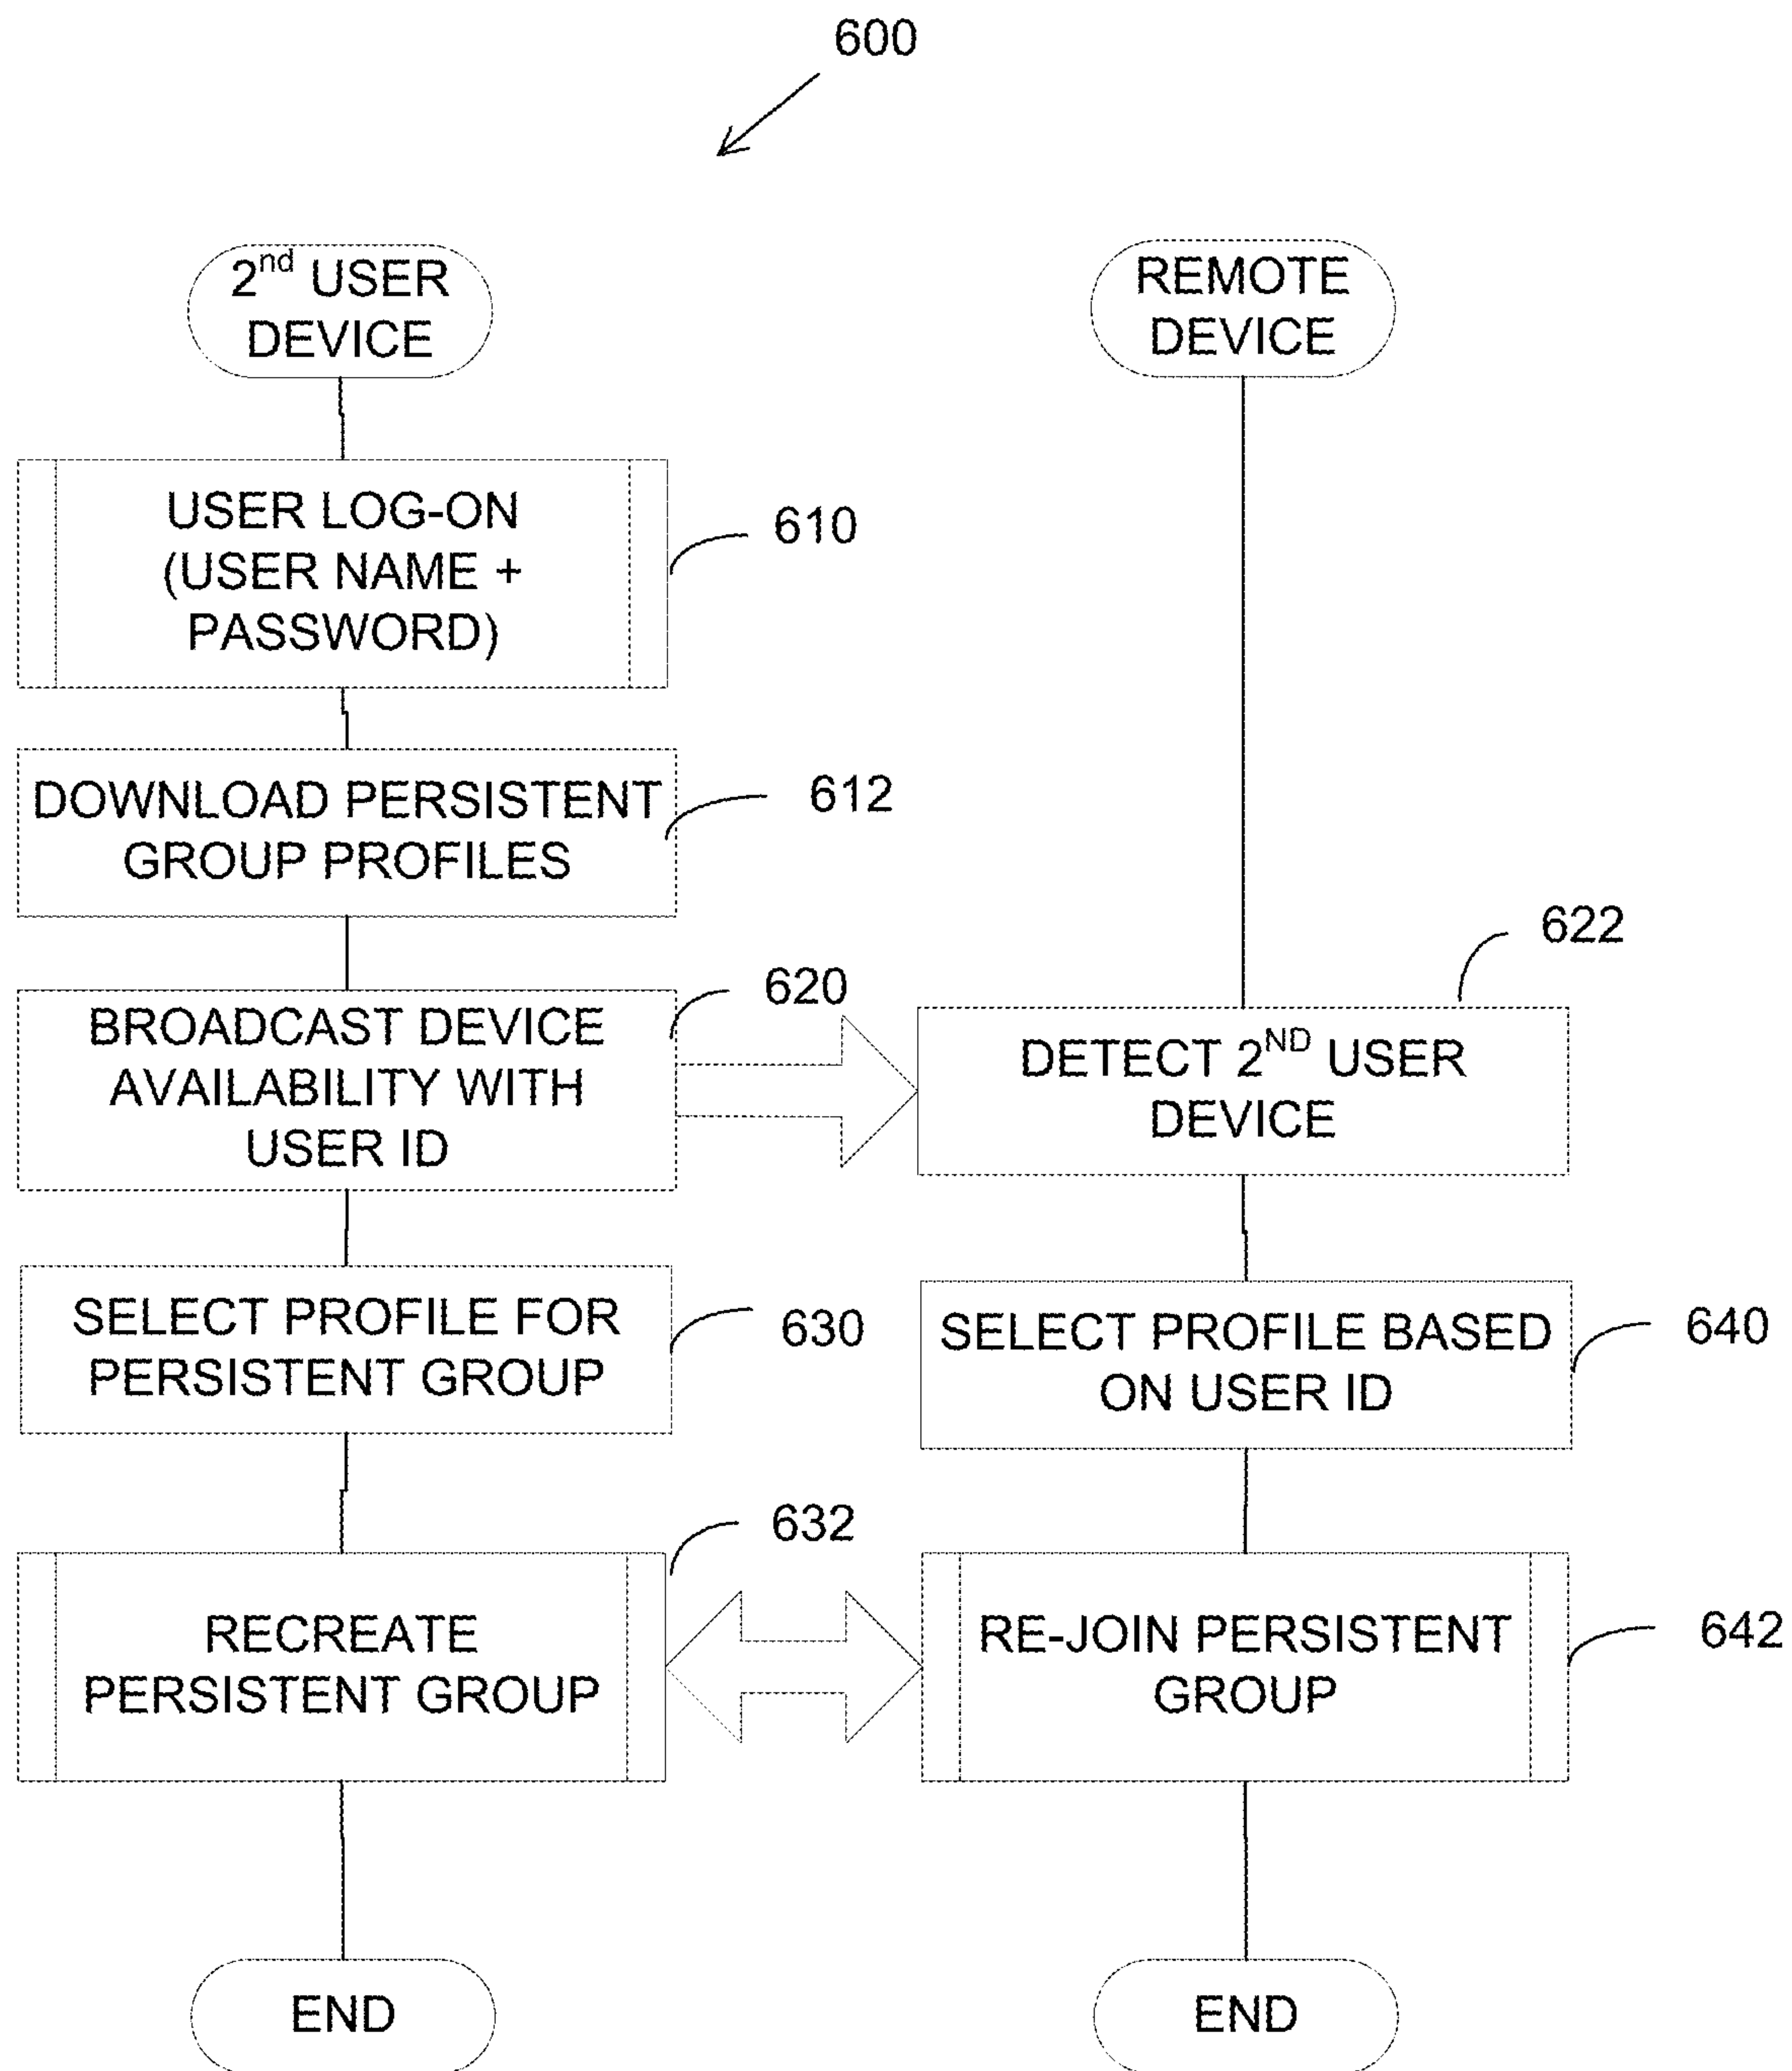 600
2nd USER
DEVICE
REMOTE
DEVICE
USER LOG-ON
(USER NAME +
PASSWORD)
610
DOWNLOAD PERSISTENT
GROUP PROFILES
612
BROADCAST DEVICE
AVAILABILITY WITH
USER ID
620
DETECT 2ND USER
DEVICE
622
SELECT PROFILE FOR
PERSISTENT GROUP
630
SELECT PROFILE BASED
ON USER ID
640
RECREATE
PERSISTENT GROUP
632
RE-JOIN PERSISTENT
GROUP
642
END
END